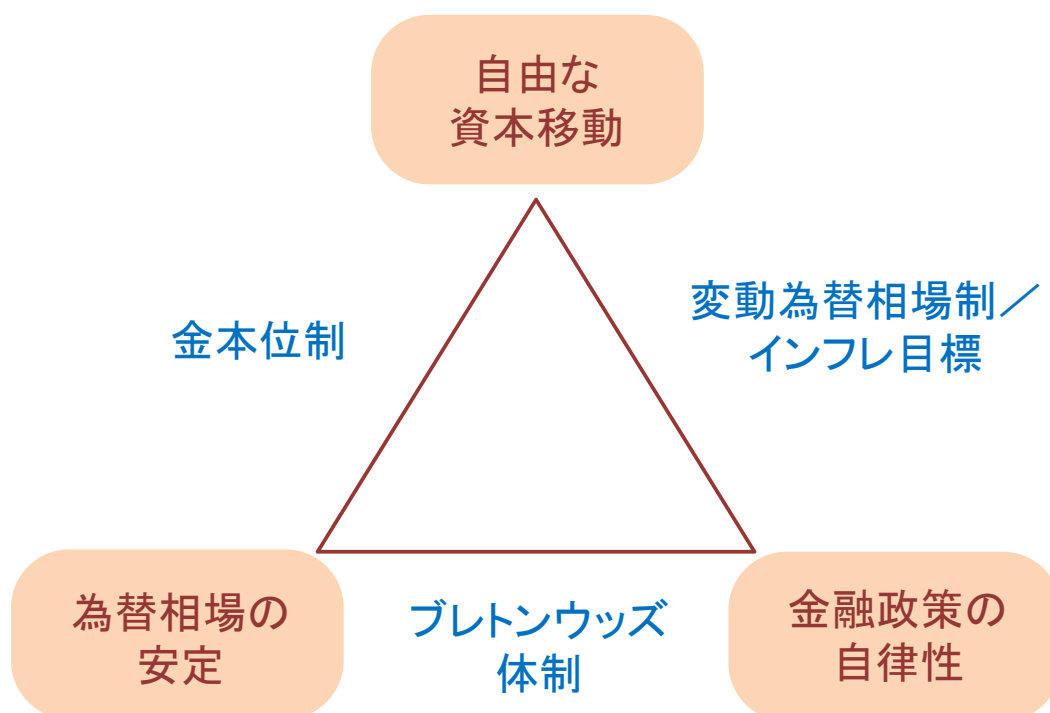 自由な
資本移動
金本位制
変動為替相場制／
インフレ目標
為替相場の
安定
ブレトンウッズ
体制
金融政策の
自律性